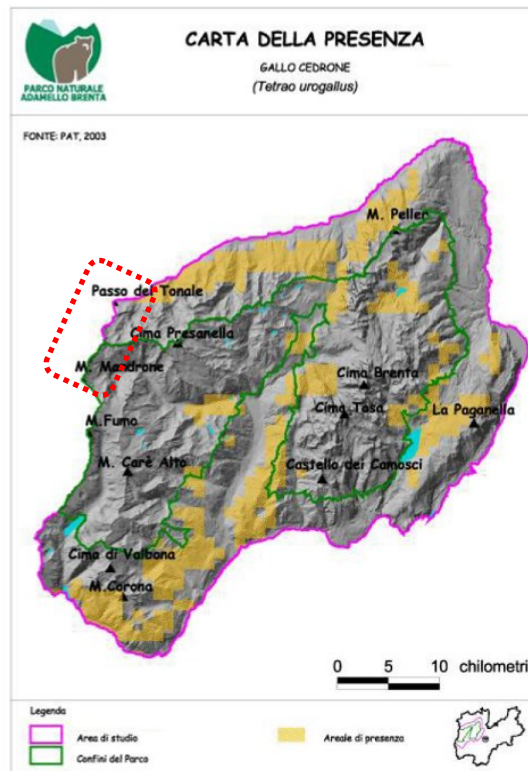 CARTA DELLA PRESENZA
GALLO CEDRONE
(Tetrao urogallus)
PARCO NATURALE
ADAMELLO BRENTA
FONTE: PAT, 2003
M. Peller
Passo del Tonale
Cima Presanella
M. Mandrone
Cima Brenta
Cima Tosa
La Paganella
M.Fumo
M. Carè Alto
Castello dei Camosci
Cima di Valbona
M.Corona
0 5 10 chilometri
Legenda
Area di studio
Areale di presenza
Confini del Parco